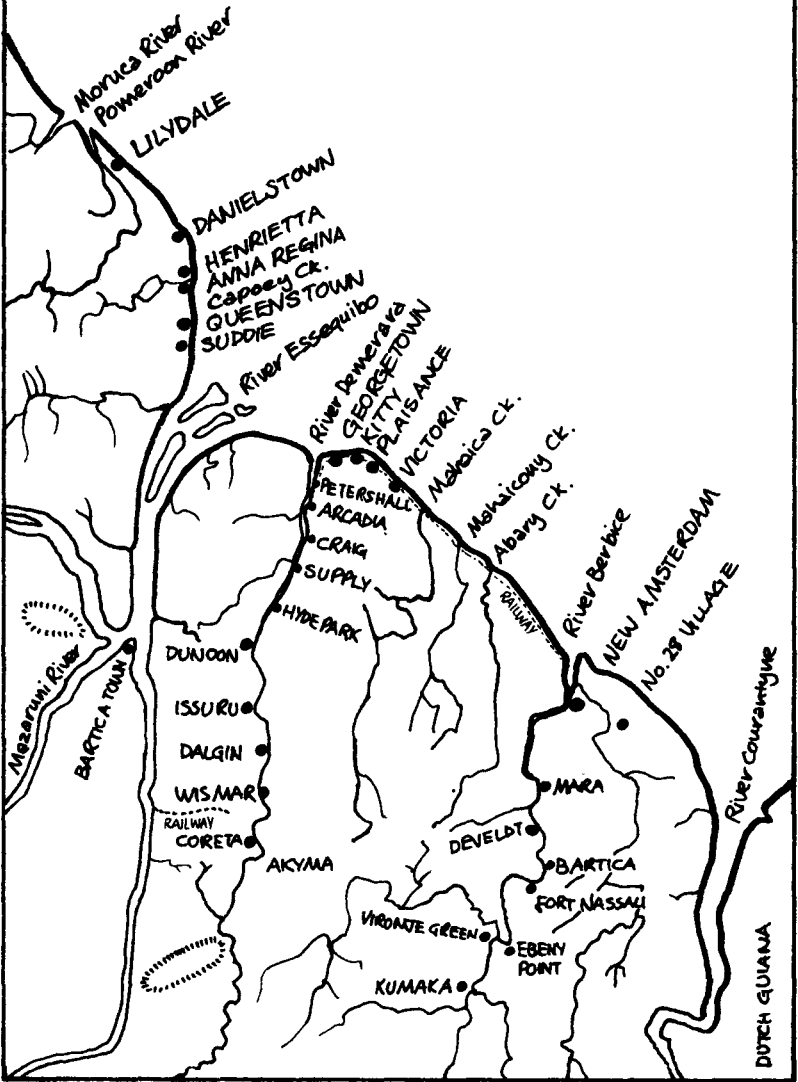 Moruca River
Pomeroon River
LILYDALE
DANIELSTOWN
HENRIETTA
ANNA REGINA
Capoey Ck.
QUEENSTOWN
SUDDIE
River Essequibo
River Demerara
GEORGETOWN
KITTY
PLAISANCE
VICTORIA
Mahaica Ck.
Mahaicony Ck.
Abary Ck.
River Berbice
NEW AMSTERDAM
No. 28 VILLAGE
River Courantyne
DUTCH GUIANA
PETERSHALL
ARCADIA
CRAIG
SUPPLY
HYDE PARK
RAILWAY
DUNOON
ISSURU
DALGIN
WISMAR
RAILWAY
CORETA
AKYMA
Mazaruni River
BARTICA TOWN
MARA
DEVELDT
BARTICA
FORT NASSAU
VIRONJE GREEN
EBENY
POINT
KUMAKA